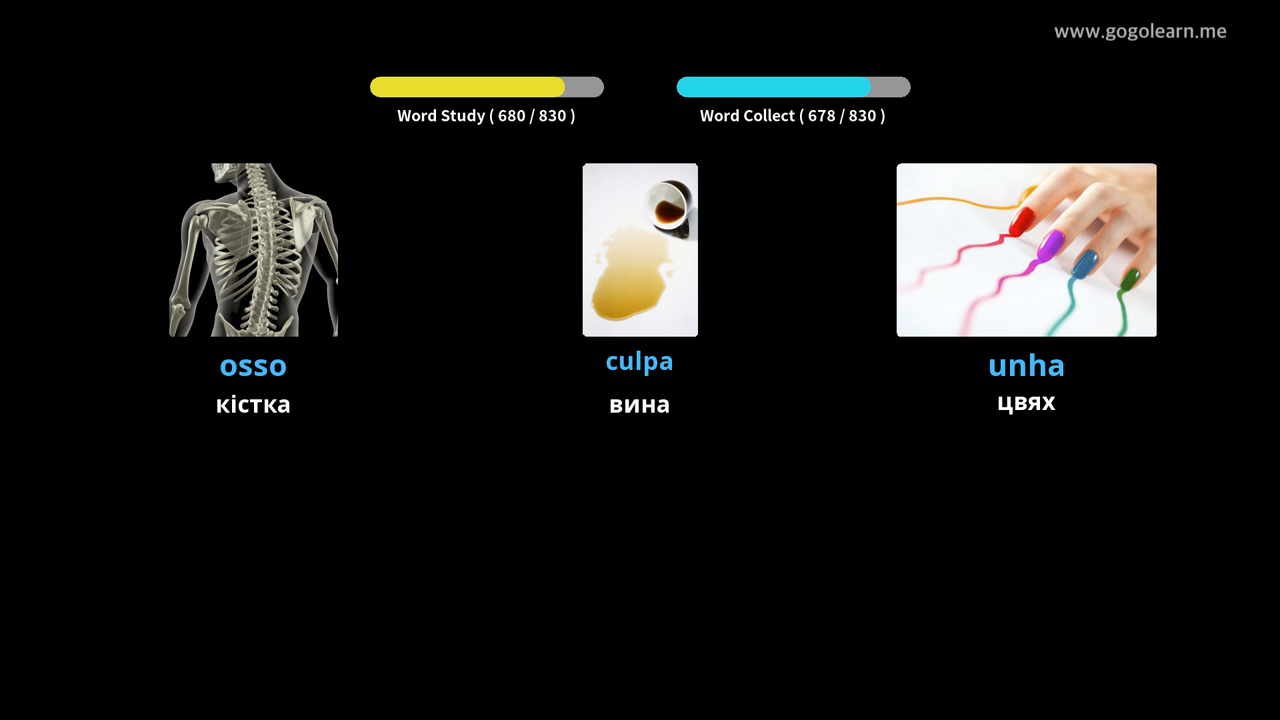 www.gogolearn.me
Word Study ( 680 / 830 )
Word Collect ( 678 / 830 )
osso
culpa
unha
кістка
вина
цвях